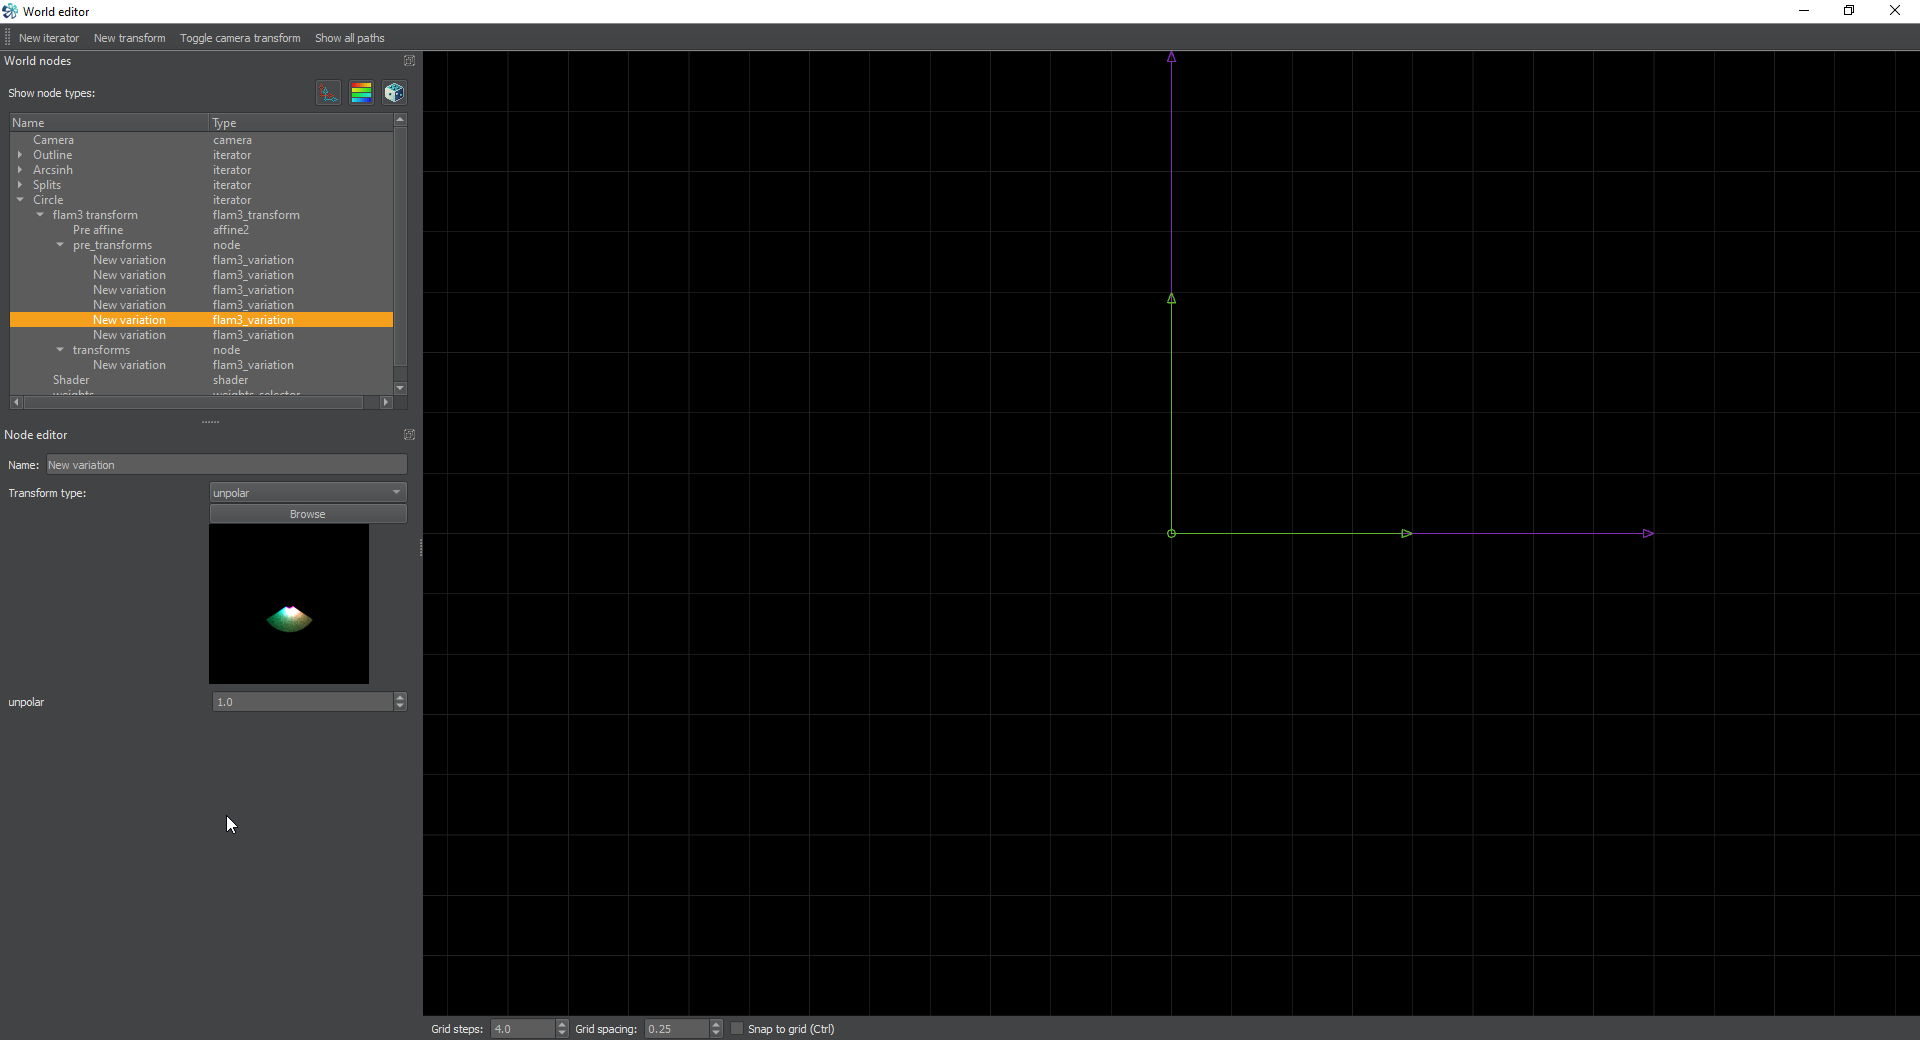 World editor
New iterator New transform Toggle camera transform Show all paths
World nodes
Show node types:
Name Type
Camera camera
Outline iterator
Arcsinh iterator
Splits iterator
Circle iterator
flam3 transform flam3_transform
Pre affine affine2
pre_transforms node
New variation flam3_variation
New variation flam3_variation
New variation flam3_variation
New variation flam3_variation
New variation flam3_variation
New variation flam3_variation
transforms node
New variation flam3_variation
Shader shader
weights weights_selector
Node editor
Name: New variation
Transform type: unpolar
Browse
unpolar 1.0
Grid steps: 4.0 Grid spacing: 0.25 Snap to grid (Ctrl)